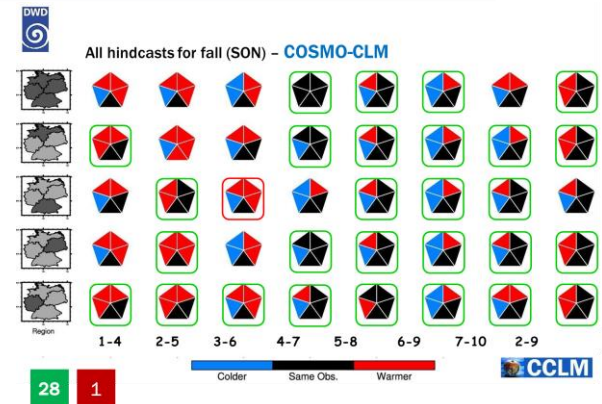 DWD
All hindcasts for fall (SON) – COSMO-CLM
Region
1-4 2-5 3-6 4-7 5-8 6-9 7-10 2-9
Colder Same Obs. Warmer
CCLM
28 1